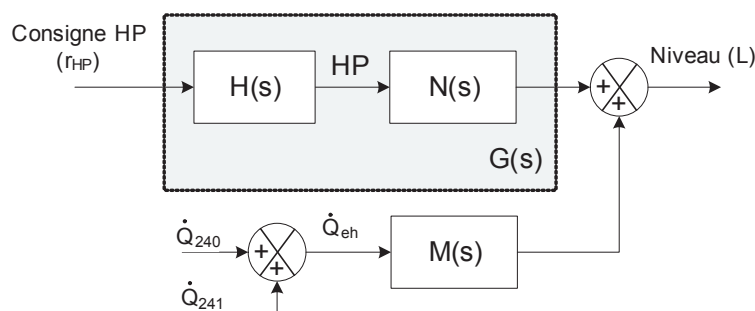 Consigne HP
(rHP)
H(s)
HP
N(s)
G(s)
+
+
Niveau (L)
Q̇240
+
+
Q̇eh
M(s)
Q̇241